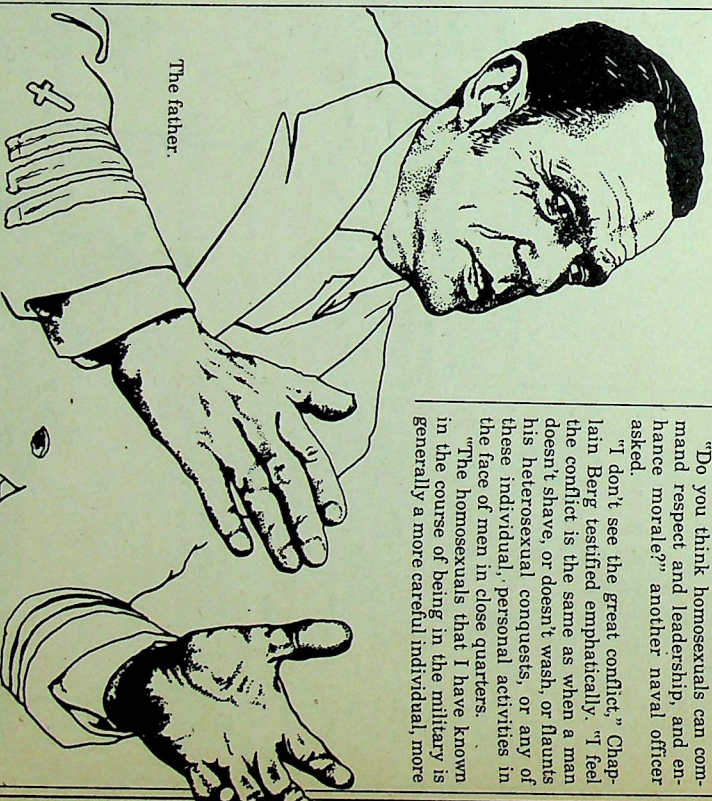 "Do you think homosexuals can com-
mand respect and leadership, and en-
hance morale?" another naval officer
asked.
"I don't see the great conflict," Chap-
lain Berg testified emphatically. "I feel
the conflict is the same as when a man
doesn't shave, or doesn't wash, or flaunts
his heterosexual conquests, or any of
these individual, personal activities in
the face of men in close quarters.
"The homosexuals that I have known
in the course of being in the military is
generally a more careful individual, more
The father.